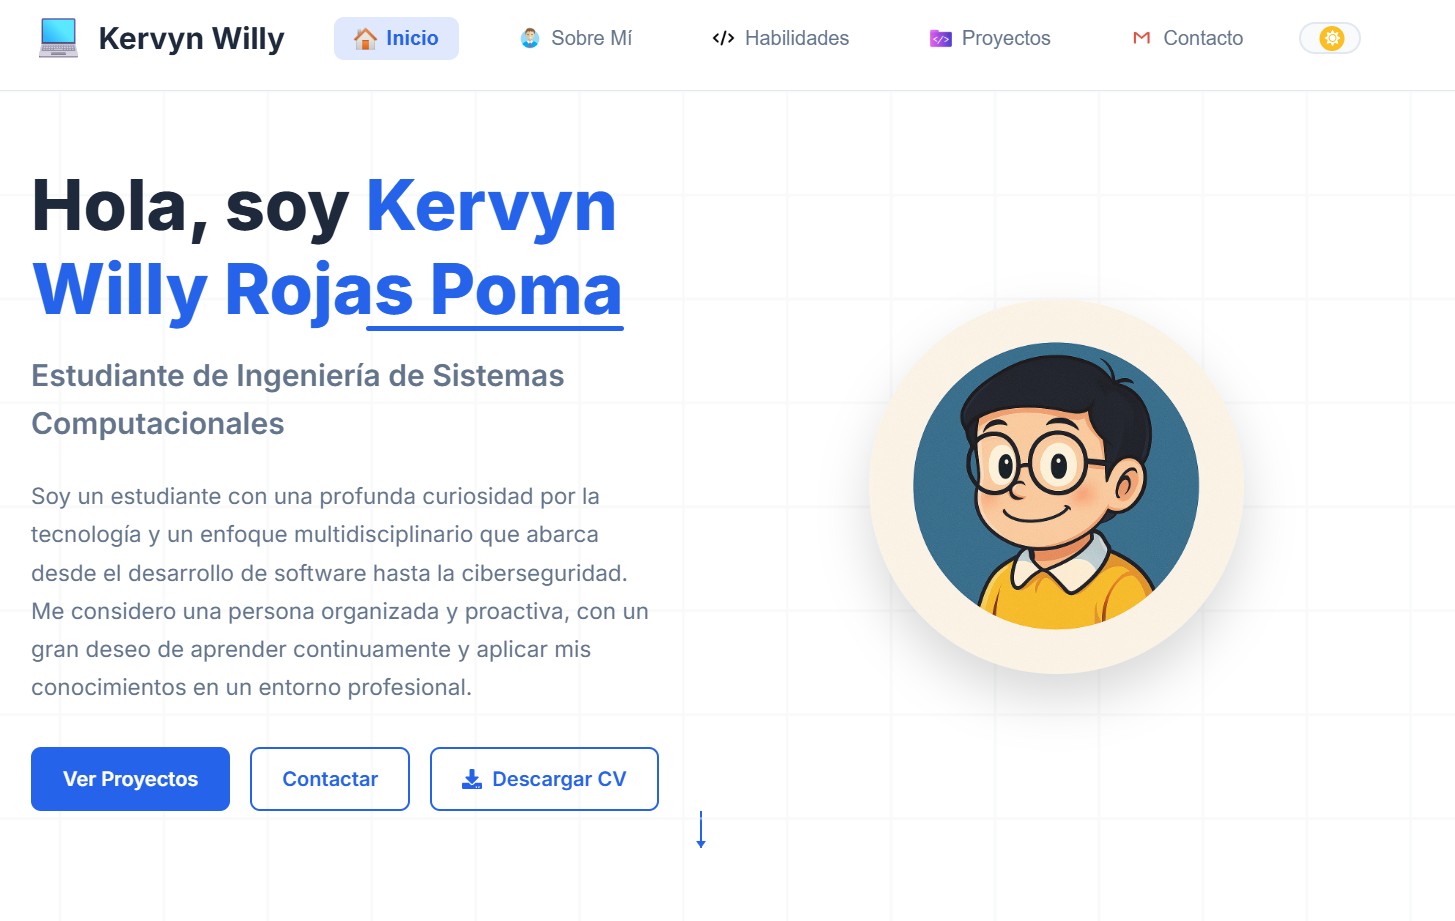 Kervyn Willy
Inicio
Sobre Mí
Habilidades
Proyectos
Contacto
Hola, soy Kervyn
Willy Rojas Poma
Estudiante de Ingeniería de Sistemas
Computacionales
Soy un estudiante con una profunda curiosidad por la
tecnología y un enfoque multidisciplinario que abarca
desde el desarrollo de software hasta la ciberseguridad.
Me considero una persona organizada y proactiva, con un
gran deseo de aprender continuamente y aplicar mis
conocimientos en un entorno profesional.
Ver Proyectos
Contactar
Descargar CV